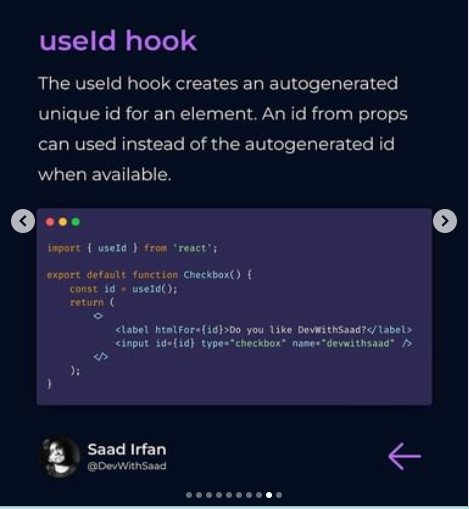 useId hook
The useId hook creates an autogenerated
unique id for an element. An id from props
can used instead of the autogenerated id
when available.
import { useId } from 'react';
export default function Checkbox() {
const id = useId();
return (
<>
<label htmlFor={id}>Do you like DevWithSaad?</label>
<input id={id} type="checkbox" name="devwithsaad" />
</>
);
}
Saad Irfan
@DevWithSaad